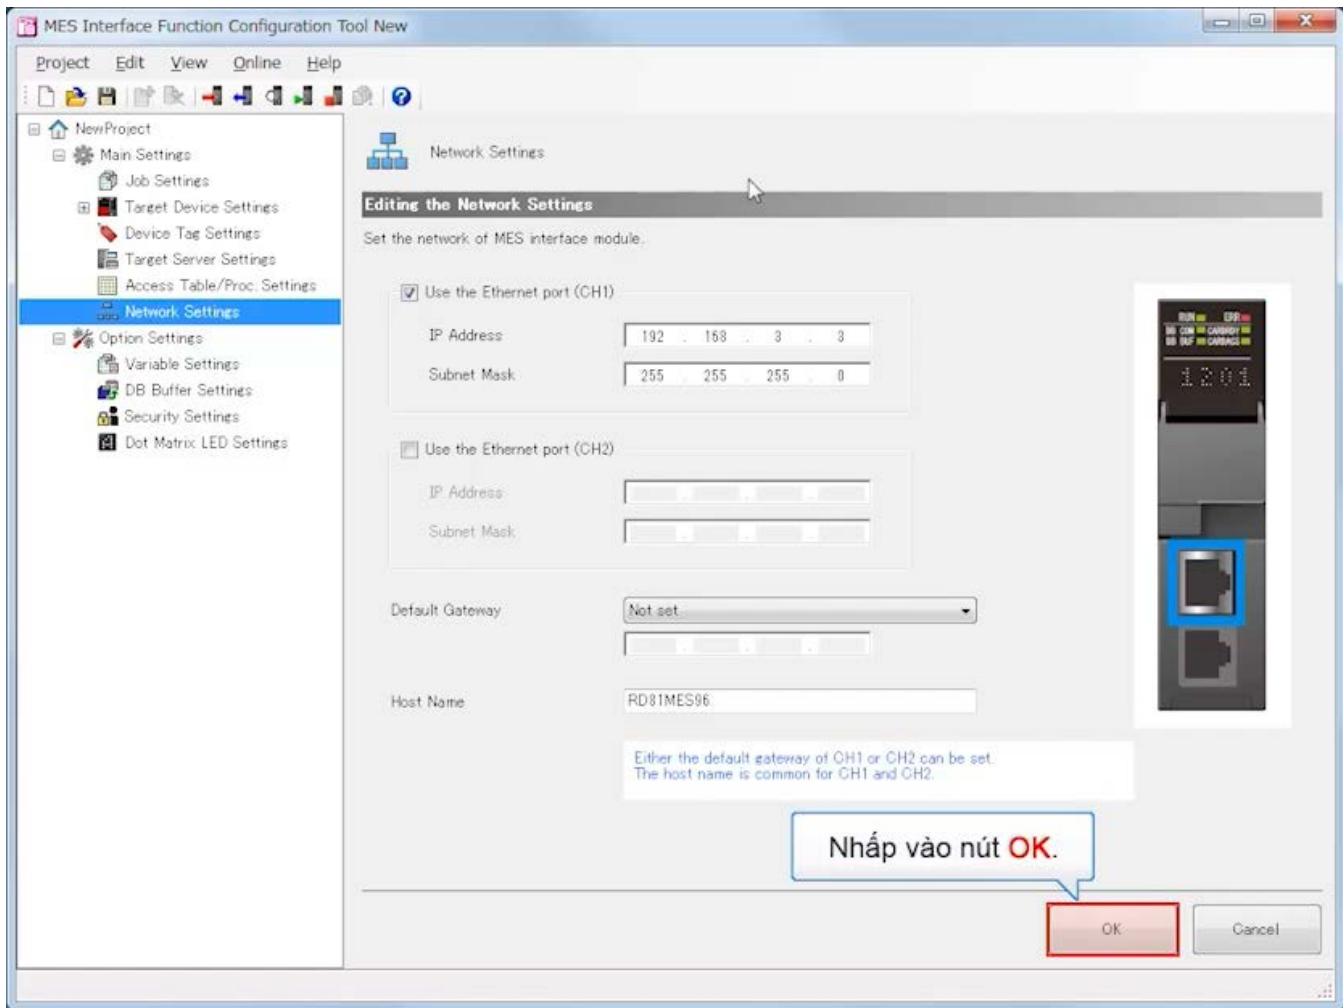 MES Interface Function Configuration Tool New
Project Edit View Online Help
NewProject
Main Settings
Job Settings
Target Device Settings
Device Tag Settings
Target Server Settings
Access Table/Proc. Settings
Network Settings
Option Settings
Variable Settings
DB Buffer Settings
Security Settings
Dot Matrix LED Settings
Network Settings
Editing the Network Settings
Set the network of MES interface module.
Use the Ethernet port (CH1)
IP Address 192 . 168 . 3 . 3
Subnet Mask 255 . 255 . 255 . 0
Use the Ethernet port (CH2)
IP Address . . .
Subnet Mask . . .
Default Gateway Not set
. . .
Host Name RD81MES96
Either the default gateway of CH1 or CH2 can be set.
The host name is common for CH1 and CH2.
RUN ERR
1201
Nhấp vào nút OK.
OK Cancel